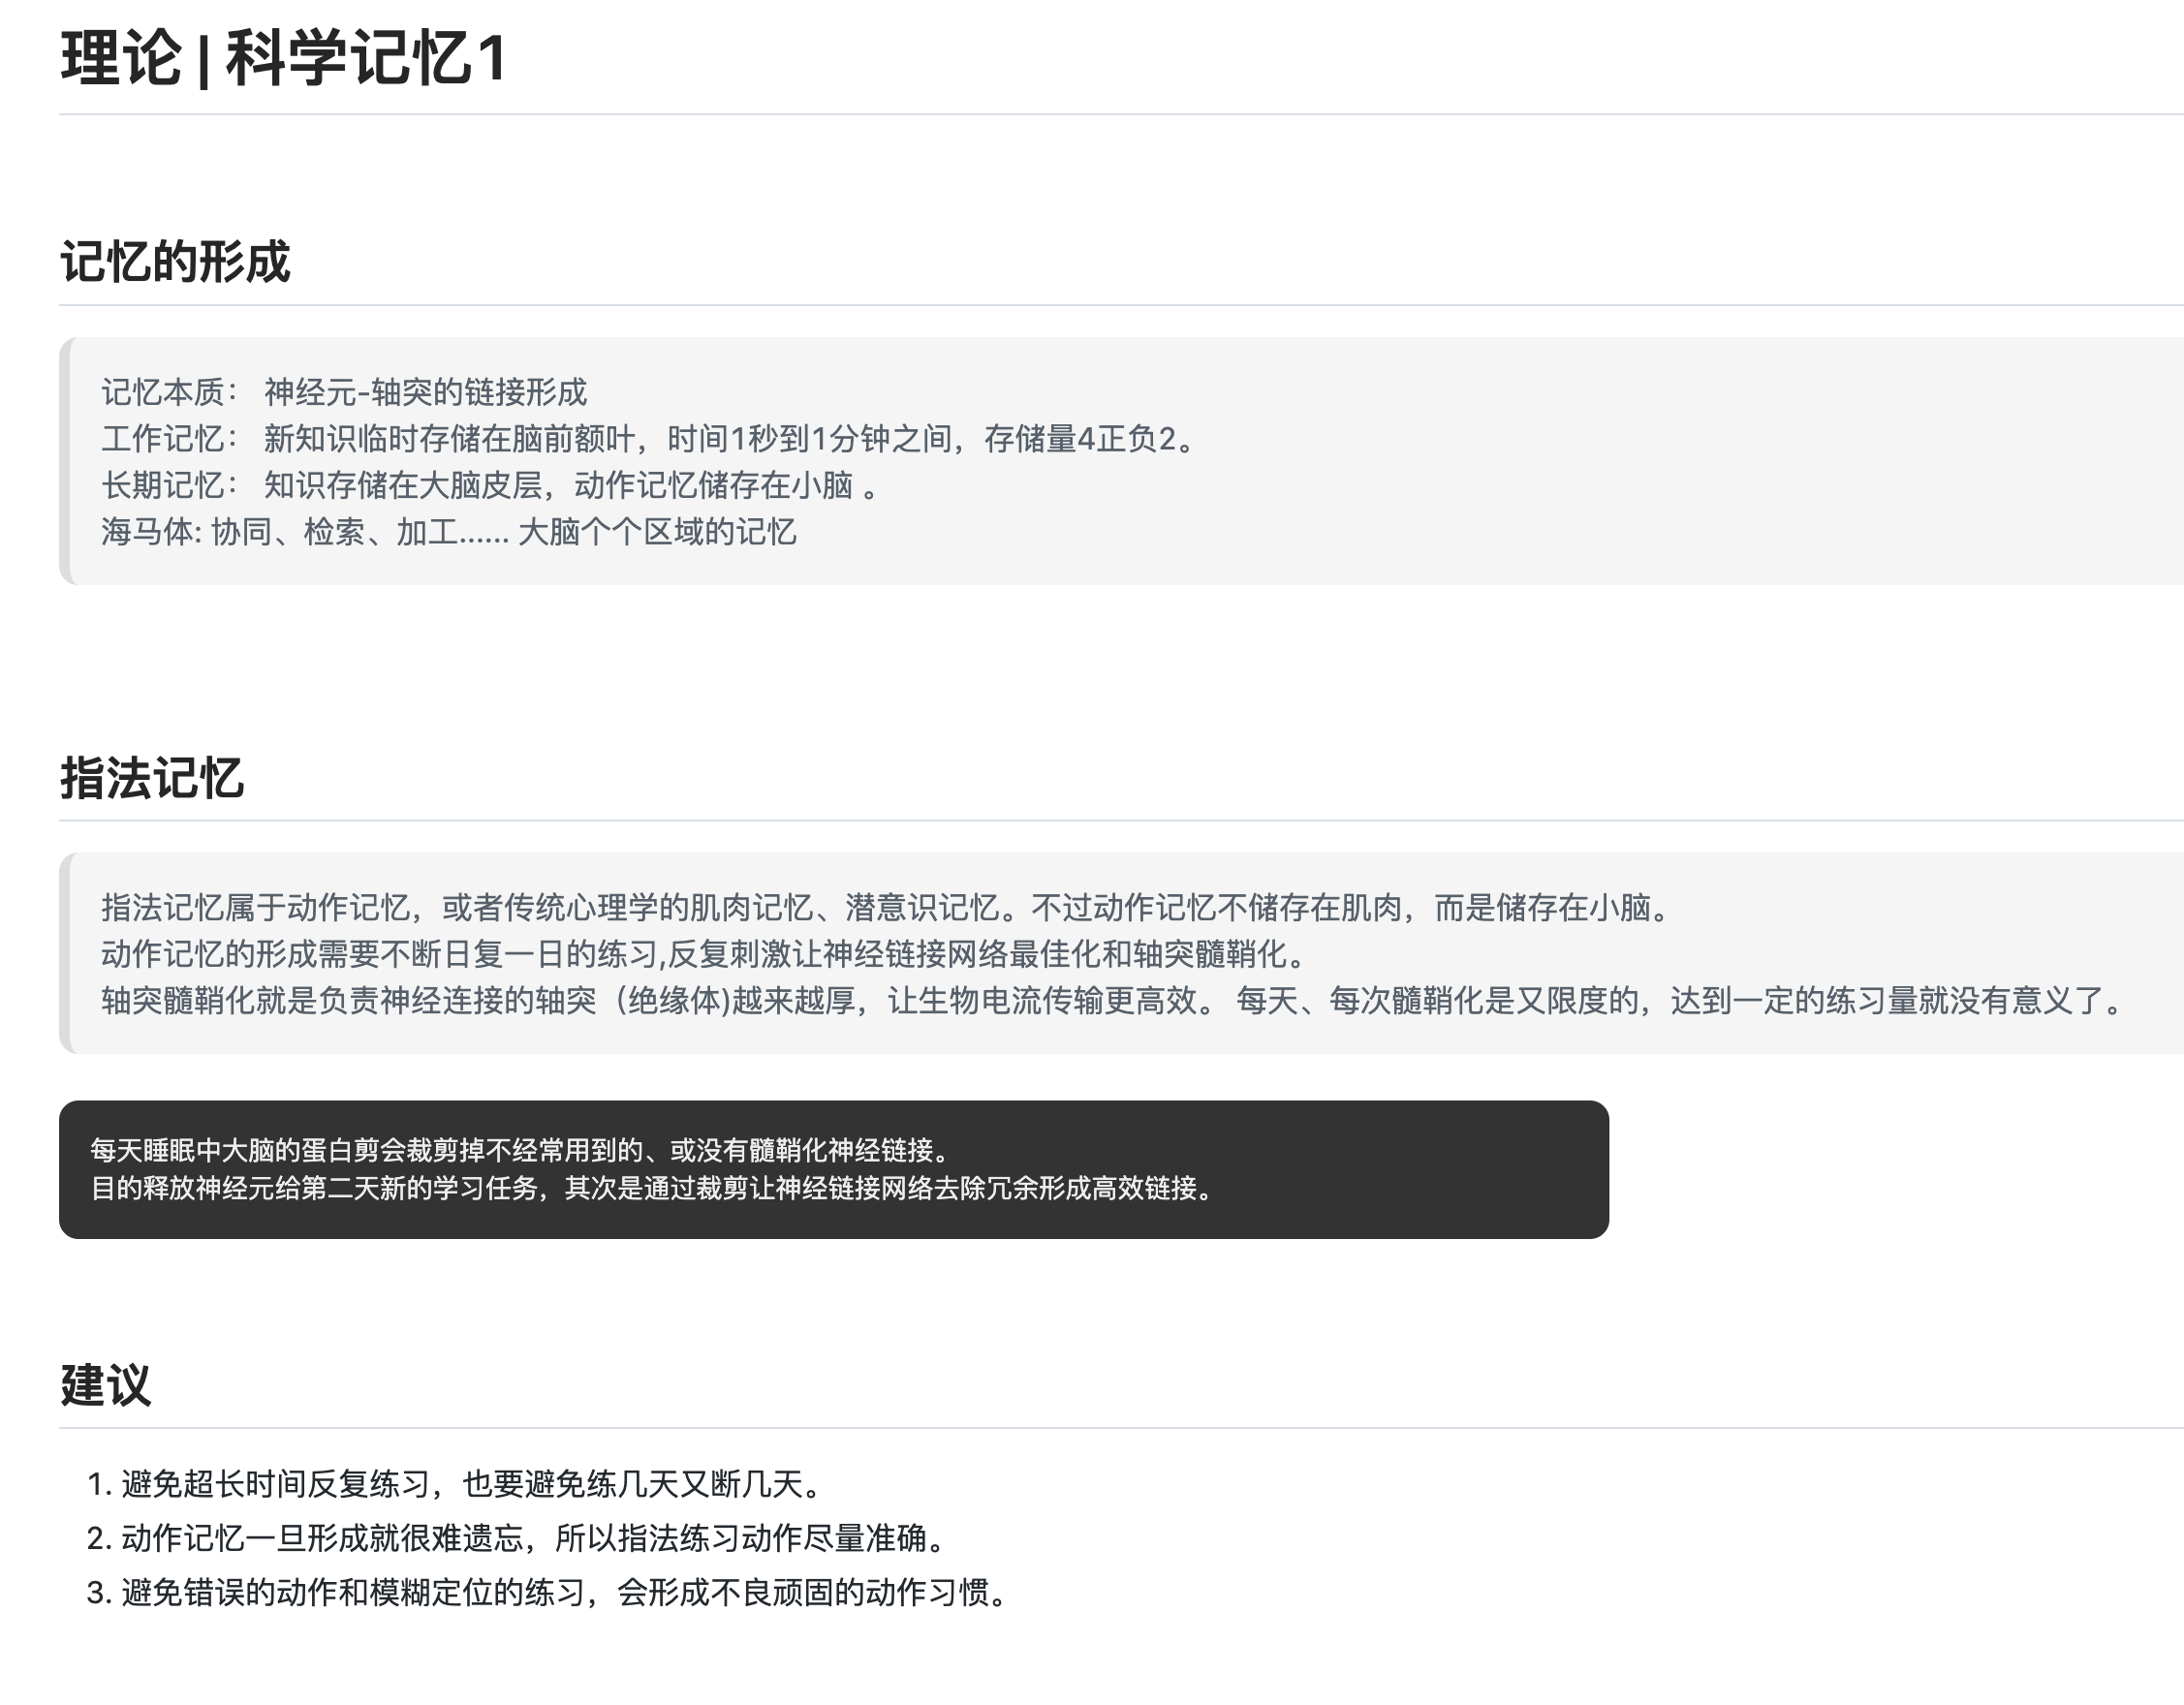 理论 | 科学记忆1
记忆的形成
记忆本质： 神经元-轴突的链接形成
工作记忆： 新知识临时存储在脑前额叶，时间1秒到1分钟之间，存储量4正负2。
长期记忆： 知识存储在大脑皮层，动作记忆储存在小脑 。
海马体: 协同、检索、加工...... 大脑个个区域的记忆
指法记忆
指法记忆属于动作记忆，或者传统心理学的肌肉记忆、潜意识记忆。不过动作记忆不储存在肌肉，而是储存在小脑。
动作记忆的形成需要不断日复一日的练习,反复刺激让神经链接网络最佳化和轴突髓鞘化。
轴突髓鞘化就是负责神经连接的轴突（绝缘体)越来越厚，让生物电流传输更高效。 每天、每次髓鞘化是又限度的，达到一定的练习量就没有意义了。
每天睡眠中大脑的蛋白剪会裁剪掉不经常用到的、或没有髓鞘化神经链接。
目的释放神经元给第二天新的学习任务，其次是通过裁剪让神经链接网络去除冗余形成高效链接。
建议
1. 避免超长时间反复练习，也要避免练几天又断几天。
2. 动作记忆一旦形成就很难遗忘，所以指法练习动作尽量准确。
3. 避免错误的动作和模糊定位的练习，会形成不良顽固的动作习惯。